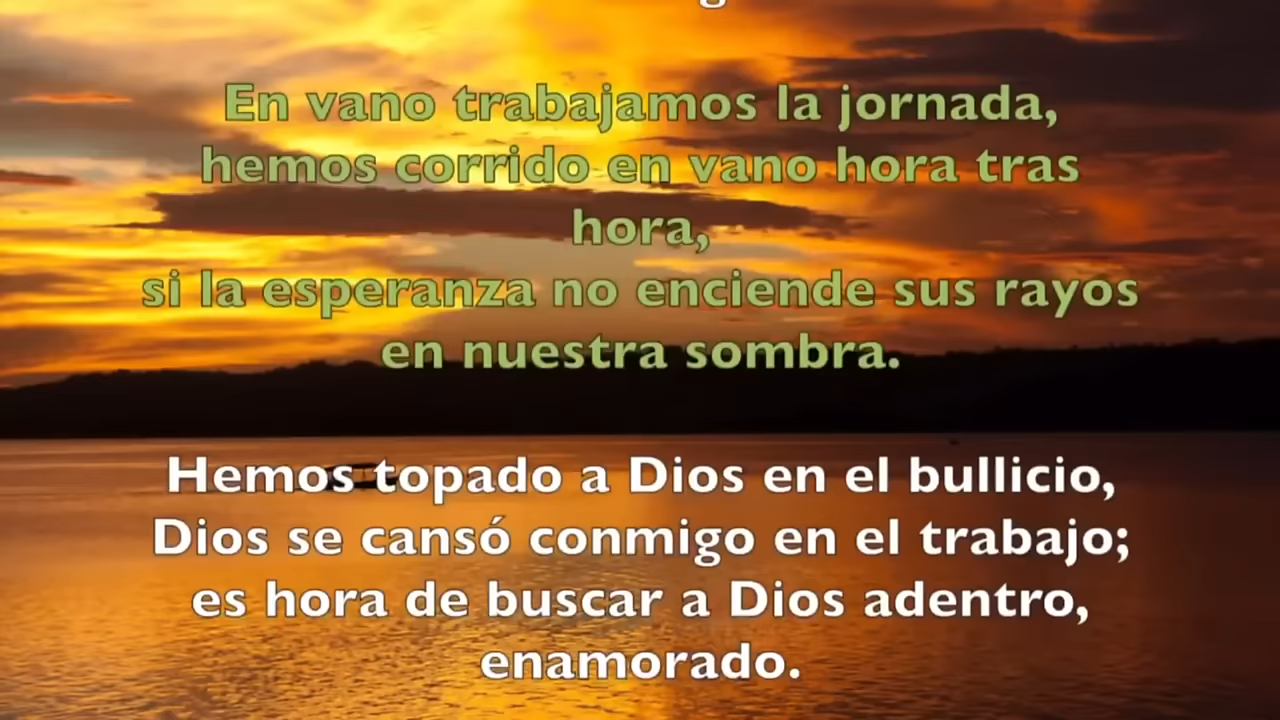 En vano trabajamos la jornada,
hemos corrido en vano hora tras
hora,
si la esperanza no enciende sus rayos
en nuestra sombra.
Hemos topado a Dios en el bullicio,
Dios se cansó conmigo en el trabajo;
es hora de buscar a Dios adentro,
enamorado.